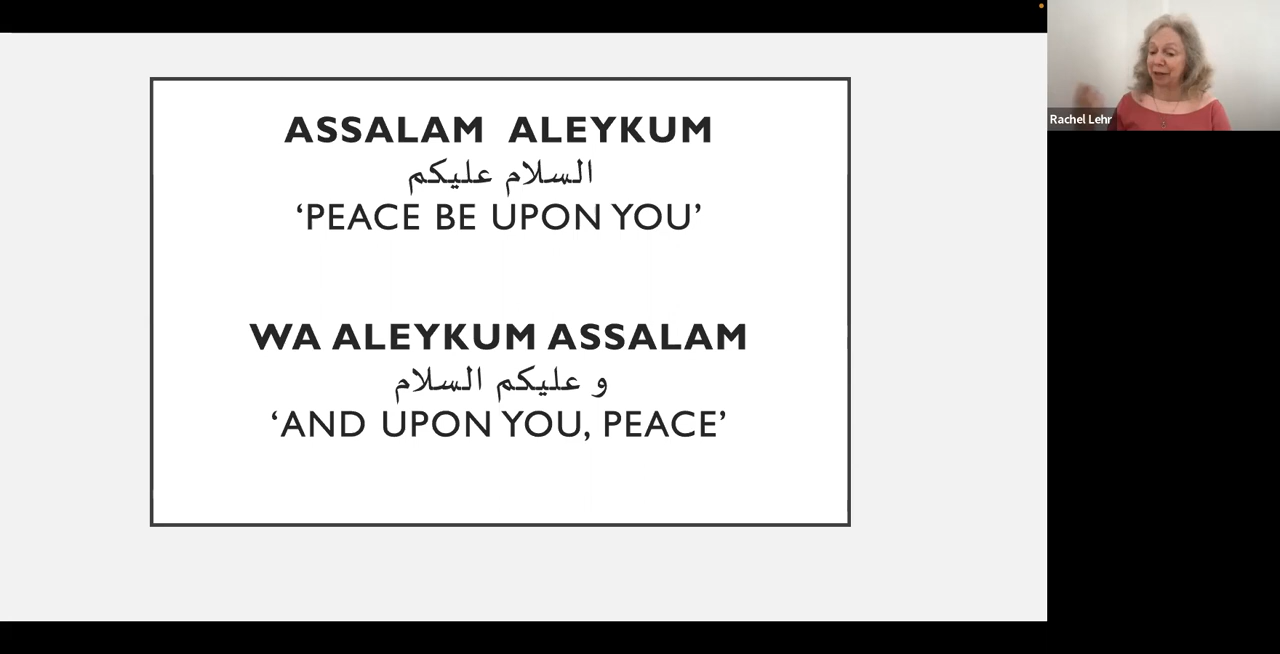 ASSALAM ALEYKUM
السلام عليكم
‘PEACE BE UPON YOU’
WA ALEYKUM ASSALAM
و عليكم السلام
‘AND UPON YOU, PEACE’
Rachel Lehr